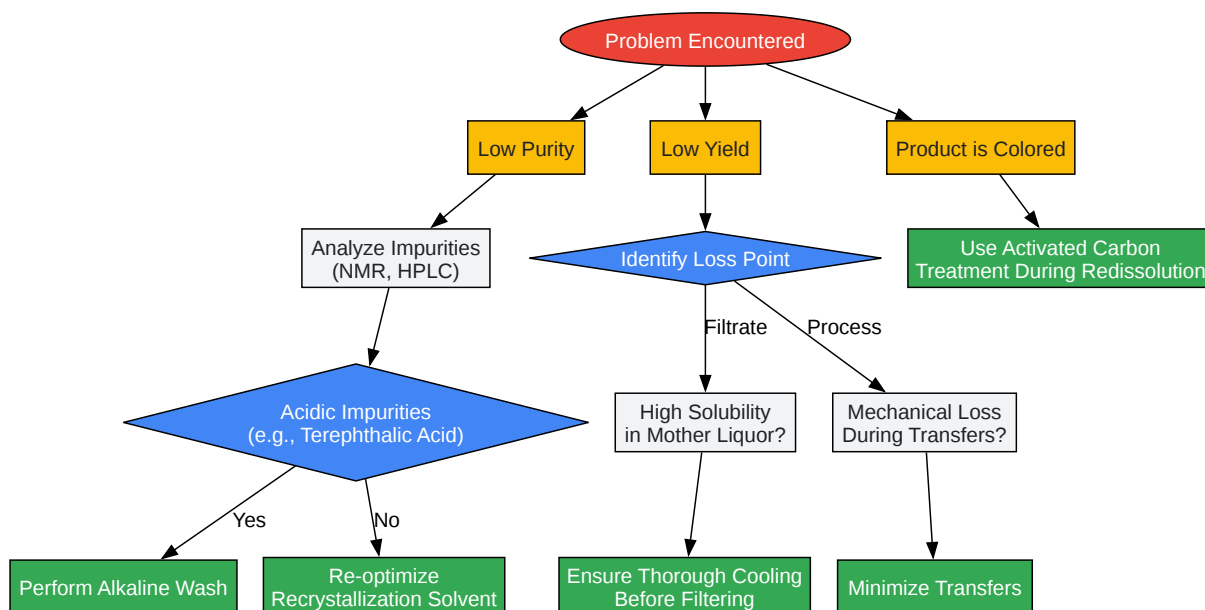 Problem Encountered
Low Purity
Low Yield
Product is Colored
Analyze Impurities
(NMR, HPLC)
Identify Loss Point
Use Activated Carbon
Treatment During Redissolution
Filtrate
Process
Acidic Impurities
(e.g., Terephthalic Acid)
High Solubility
in Mother Liquor?
Mechanical Loss
During Transfers?
Yes
No
Perform Alkaline Wash
Re-optimize
Recrystallization Solvent
Ensure Thorough Cooling
Before Filtering
Minimize Transfers